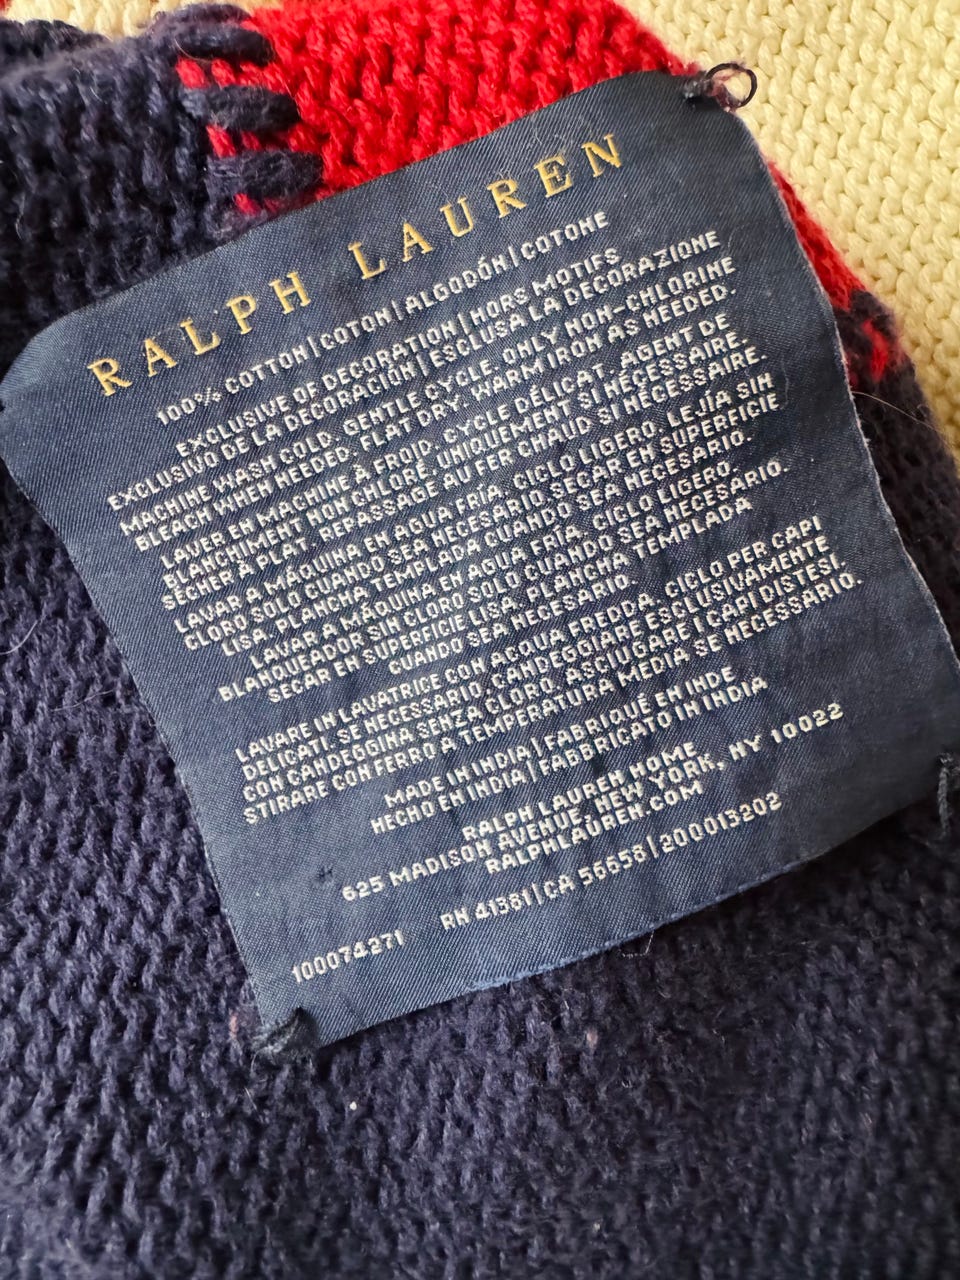 RALPH LAUREN
100% COTTON|COTON|ALGODÓN|COTONE
EXCLUSIVE OF DECORATION|HORS MOTIFS
EXCLUSIVO DE LA DECORACIÓN|ESCLUSA LA DECORAZIONE
MACHINE WASH COLD. GENTLE CYCLE. ONLY NON-CHLORINE
BLEACH WHEN NEEDED. FLAT DRY. WARM IRON AS NEEDED.
LAVER EN MACHINE À FROID. CYCLE DÉLICAT. AGENT DE
BLANCHIMENT NON CHLORÉ, UNIQUEMENT SI NÉCESSAIRE.
SÉCHER À PLAT. REPASSAGE AU FER CHAUD SI NÉCESSAIRE.
LAVAR A MÁQUINA EN AGUA FRÍA. CICLO LIGERO. LEJÍA SIN
CLORO SOLO CUANDO SEA NECESARIO. SECAR EN SUPERFICIE
LISA. PLANCHA TEMPLADA CUANDO SEA NECESARIO.
LAVAR A MÁQUINA EN AGUA FRÍA. CICLO LIGERO.
BLANQUEADOR SIN CLORO SOLO CUANDO SEA NECESARIO.
SECAR EN SUPERFICIE LISA. PLANCHA TEMPLADA
CUANDO SEA NECESARIO.
LAVARE IN LAVATRICE CON ACQUA FREDDA. CICLO PER CAPI
DELICATI. SE NECESSARIO, CANDEGGIARE ESCLUSIVAMENTE
CON CANDEGGINA SENZA CLORO. ASCIUGARE I CAPI DISTESI.
STIRARE CON FERRO A TEMPERATURA MEDIA SE NECESSARIO.
MADE IN INDIA|FABRIQUÉ EN INDE
HECHO EN INDIA|FABBRICATO IN INDIA
RALPH LAUREN HOME
625 MADISON AVENUE, NEW YORK, NY 10022
RALPHLAUREN.COM
RN 41381|CA 56658|200013202
100074271